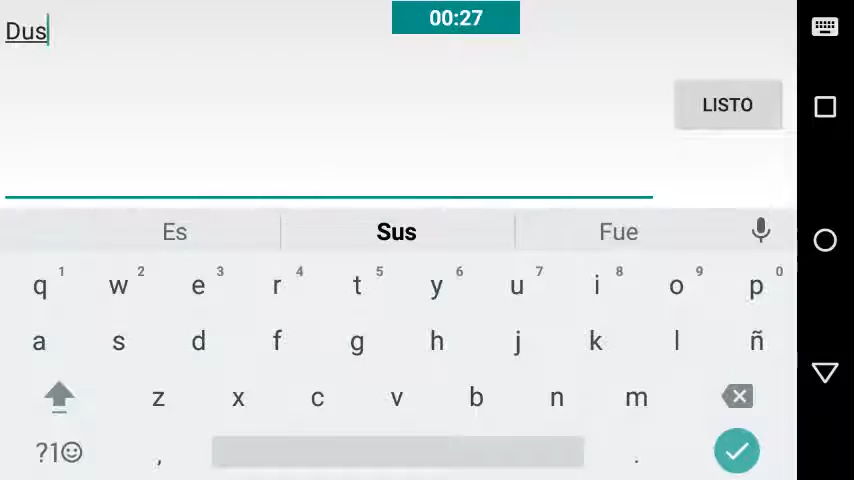 Dus
00:27
LISTO
Es Sus Fue
q 1 w 2 e 3 r 4 t 5 y 6 u 7 i 8 o 9 p 0
a s d f g h j k l ñ
z x c v b n m
?1 , .